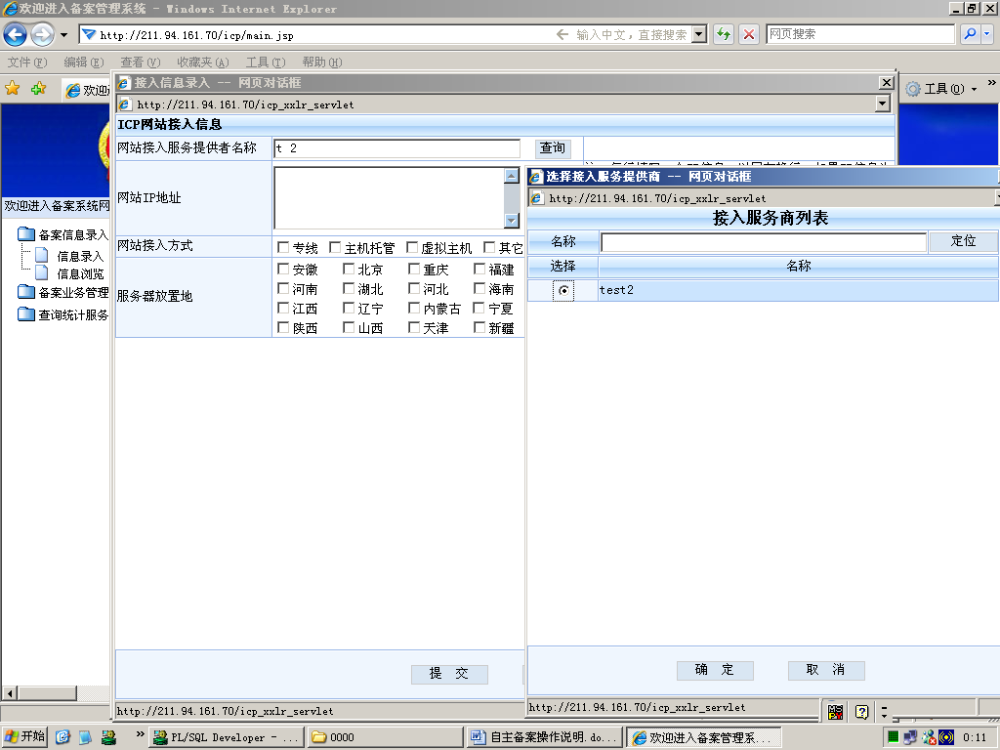 欢迎进入备案管理系统 - Windows Internet Explorer
http://211.94.161.70/icp/main.jsp
输入中文，直接搜索
网页搜索
文件(F) 编辑(E) 查看(V) 收藏夹(A) 工具(T) 帮助(H)
欢迎
工具(O)
接入信息录入 -- 网页对话框
http://211.94.161.70/icp_xxlr_servlet
ICP网站接入信息
网站接入服务提供者名称 t 2 查询
网站IP地址
网站接入方式 专线 主机托管 虚拟主机 其它
服务器放置地
安徽 北京 重庆 福建
河南 湖北 河北 海南
江西 辽宁 内蒙古 宁夏
陕西 山西 天津 新疆
提 交
http://211.94.161.70/icp_xxlr_servlet
欢迎进入备案系统网
备案信息录入
信息录入
信息浏览
备案业务管理
查询统计服务
选择接入服务提供商 -- 网页对话框
http://211.94.161.70/icp_xxlr_servlet
接入服务商列表
名称 定位
选择 名称
test2
确 定 取 消
http://211.94.161.70/icp_xxlr_servlet
开始 PL/SQL Developer - ... 0000 自主备案操作说明.do... 欢迎进入备案管理系... 0:11